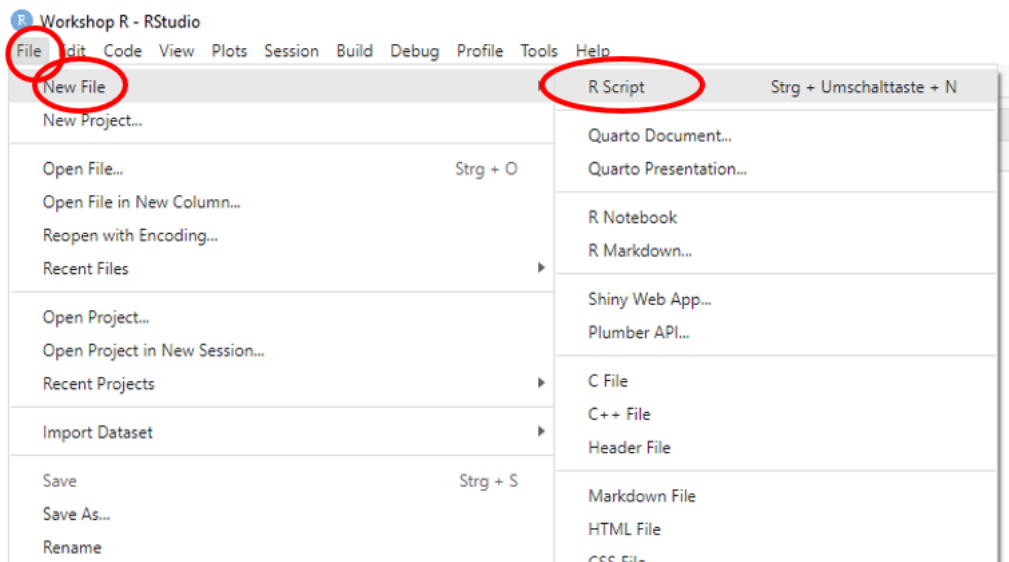 R Workshop R - RStudio
File Edit Code View Plots Session Build Debug Profile Tools Help
New File
New Project...
Open File... Strg + O
Open File in New Column...
Reopen with Encoding...
Recent Files
Open Project...
Open Project in New Session...
Recent Projects
Import Dataset
Save Strg + S
Save As...
Rename
R Script Strg + Umschalttaste + N
Quarto Document...
Quarto Presentation...
R Notebook
R Markdown...
Shiny Web App...
Plumber API...
C File
C++ File
Header File
Markdown File
HTML File
CSS File